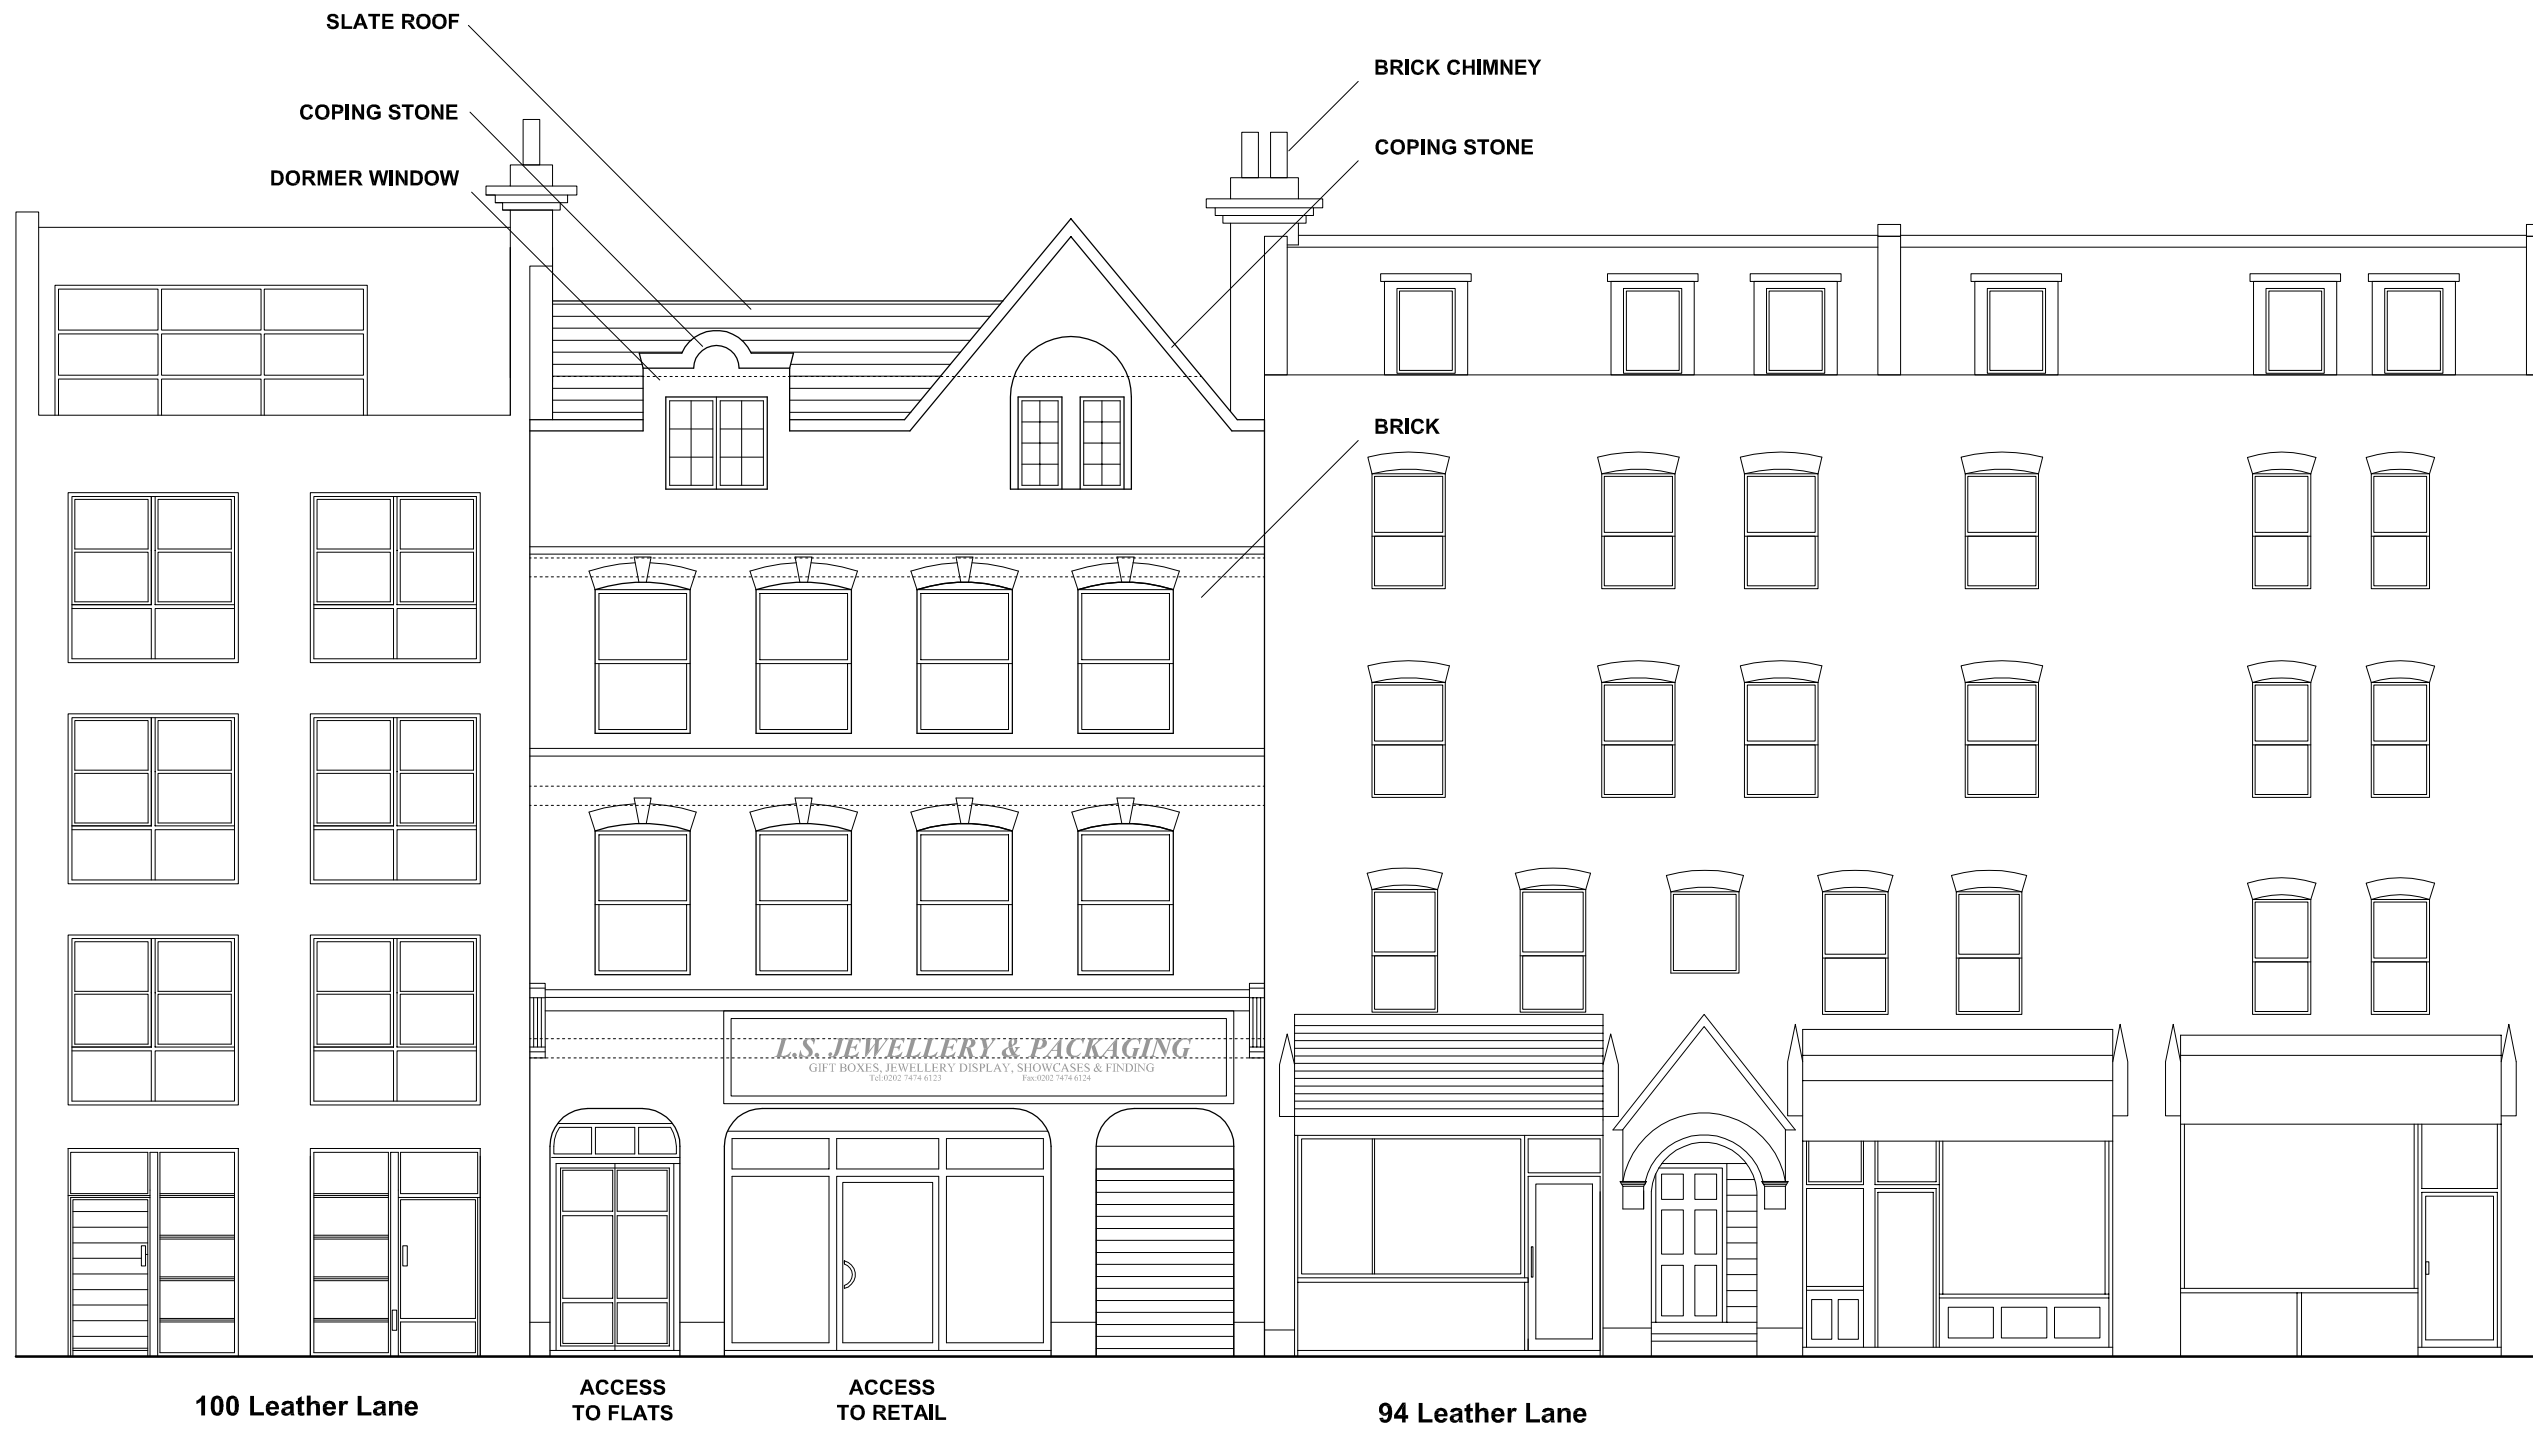 SLATE ROOF
BRICK CHIMNEY
COPING STONE
COPING STONE
DORMER WINDOW
BRICK
L.S. JEWELLERY & PACKAGING
GIFT BOXES, JEWELLERY DISPLAY, SHOWCASES & FINDING
Tel:0202 7474 6123 Fax:0202 7474 6124
100 Leather Lane
ACCESS
TO FLATS
ACCESS
TO RETAIL
94 Leather Lane